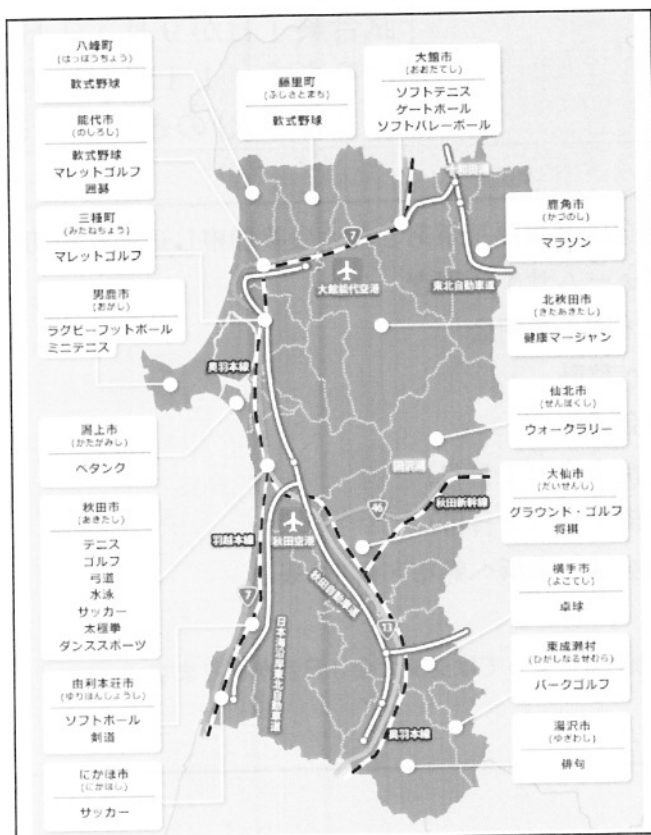 八峰町
(はっぽうちょう)
軟式野球
能代市
(のしろし)
軟式野球
マレットゴルフ
囲碁
三種町
(みたねちょう)
マレットゴルフ
男鹿市
(おがし)
ラグビーフットボール
ミニテニス
潟上市
(かたがみし)
ペタンク
秋田市
(あきたし)
テニス
ゴルフ
弓道
水泳
サッカー
太極拳
ダンススポーツ
由利本荘市
(ゆりほんじょうし)
ソフトボール
剣道
にかほ市
(にかほし)
サッカー
藤里町
(ふじさとまち)
軟式野球
大館市
(おおだてし)
ソフトテニス
ゲートボール
ソフトバレーボール
鹿角市
(かづのし)
マラソン
北秋田市
(きたあきたし)
健康マージャン
仙北市
(せんぼくし)
ウォークラリー
大仙市
(だいせんし)
グラウンド・ゴルフ
将棋
横手市
(よこてし)
卓球
東成瀬村
(ひがしなるせむら)
パークゴルフ
湯沢市
(ゆざわし)
俳句
7
大館能代空港
東北自動車道
奥羽本線
田沢湖
秋田新幹線
46
羽越本線
秋田空港
秋田自動車道
7
13
日本海沿岸東北自動車道
奥羽本線